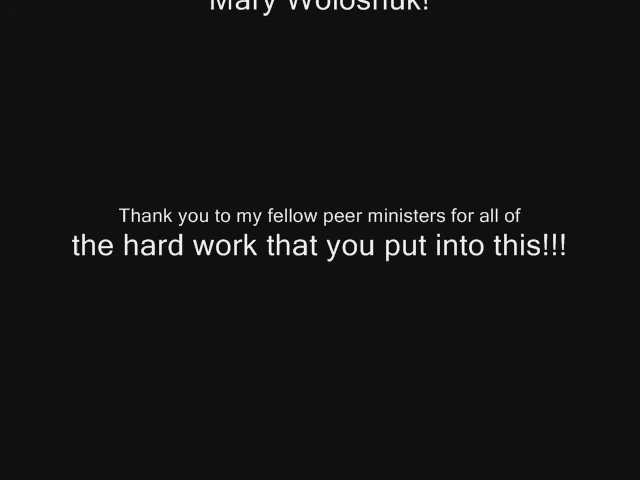 Mary Woloshuk!
Thank you to my fellow peer ministers for all of
the hard work that you put into this!!!